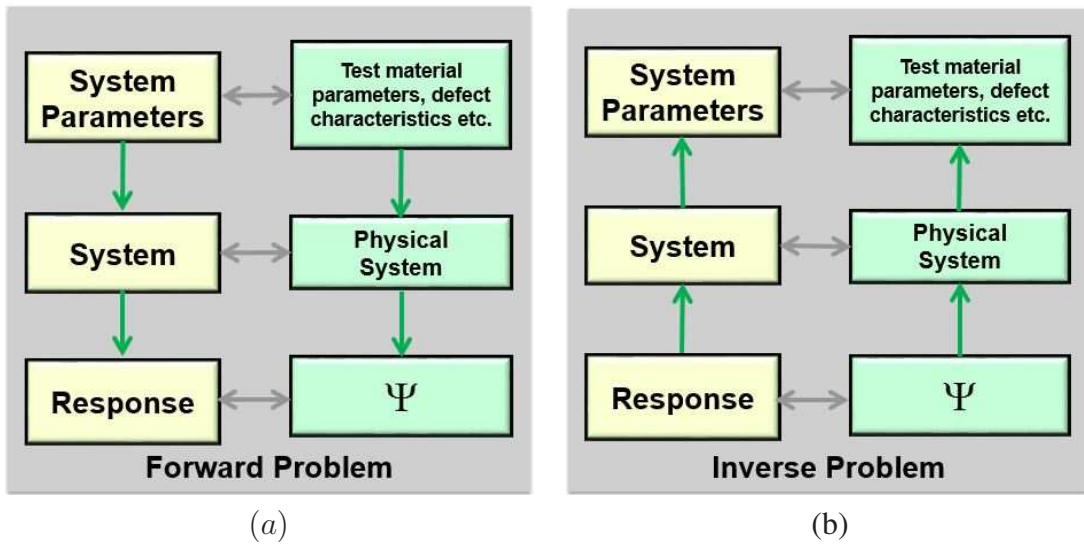 System
Parameters
Test material
parameters, defect
characteristics etc.
System
Physical
System
Response
Ψ
Forward Problem
(a)
System
Parameters
Test material
parameters, defect
characteristics etc.
System
Physical
System
Response
Ψ
Inverse Problem
(b)